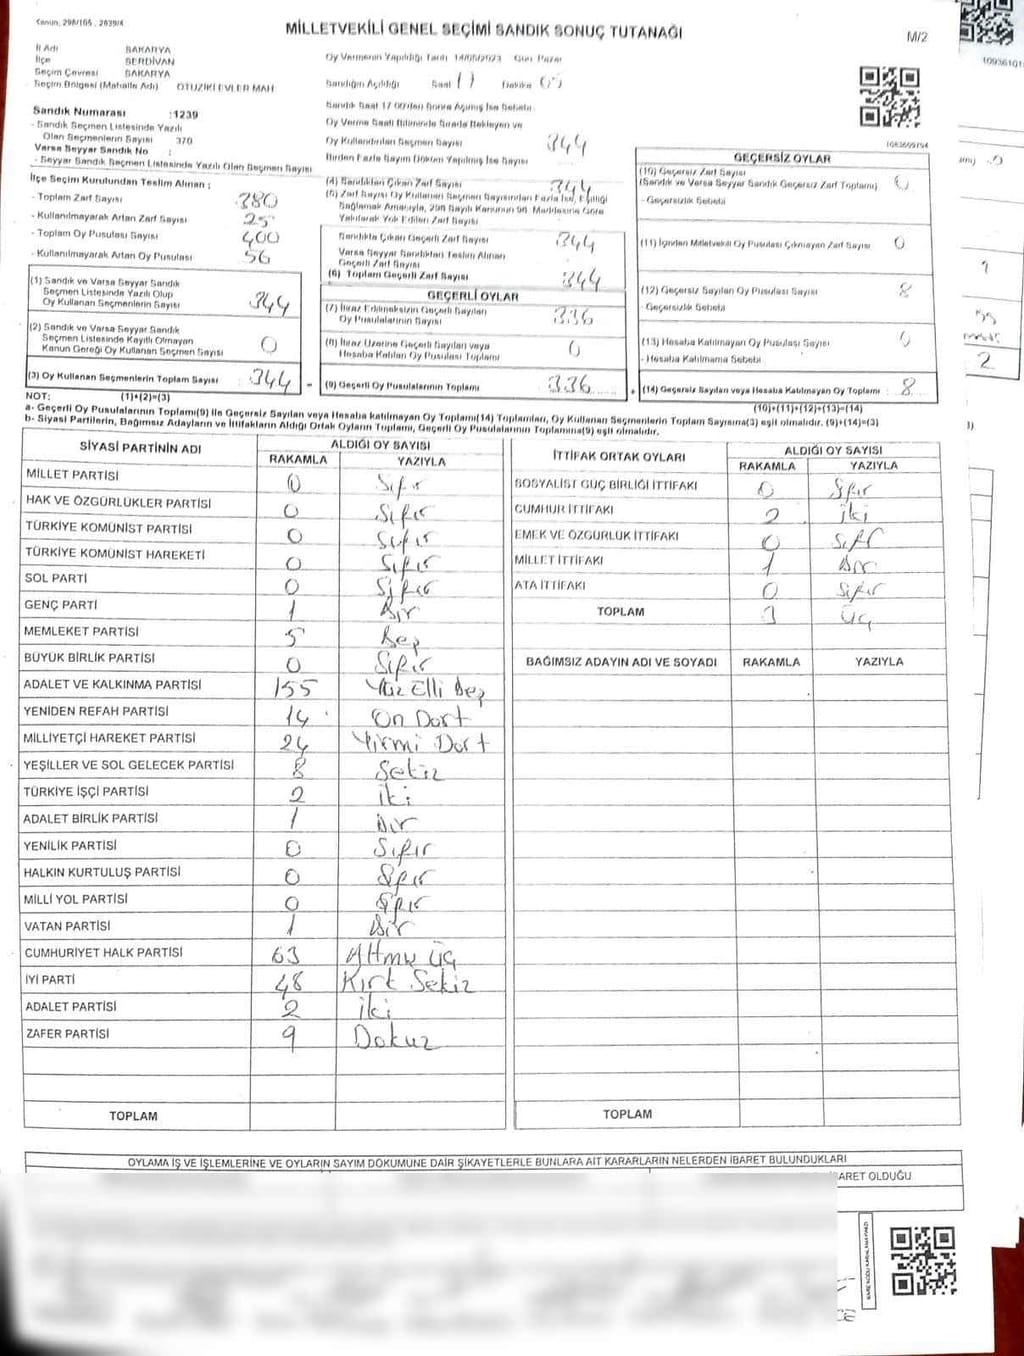 Kanun, 298/105 . 2839/4
MİLLETVEKİLİ GENEL SEÇİMİ SANDIK SONUÇ TUTANAĞI
M/2
İl Adı SAKARYA
İlçe SERDİVAN
Seçim Çevresi SAKARYA
Seçim Bölgesi (Mahalle Adı) OTUZİKİ EVLER MAH.
Oy Vermenin Yapıldığı Tarih 14/05/2023 Gün Pazar
Sandığın Açıldığı Saat 17 Dakika
Sandık Saat 17.00'den Sonra Açılmış İse Sebebi
Oy Verme Saati Bitiminde Sırada Bekleyen ve
Oy Kullandırılan Seçmen Sayısı 344
Birden Fazla Sayım Döküm Yapılmış İse Sayısı
Sandık Numarası :1239
- Sandık Seçmen Listesinde Yazılı
Olan Seçmenlerin Sayısı 370
Varsa Seyyar Sandık No :
- Seyyar Sandık Seçmen Listesinde Yazılı Olan Seçmen Sayısı
İlçe Seçim Kurulundan Teslim Alınan ;
- Toplam Zarf Sayısı 380
- Kullanılmayarak Artan Zarf Sayısı 25
- Toplam Oy Pusulası Sayısı 400
- Kullanılmayarak Artan Oy Pusulası 56
(1) Sandık ve Varsa Seyyar Sandık
Seçmen Listesinde Yazılı Olup
Oy Kullanan Seçmenlerin Sayısı 344
(2) Sandık ve Varsa Seyyar Sandık
Seçmen Listesinde Kayıtlı Olmayan
Kanun Gereği Oy Kullanan Seçmen Sayısı 0
(3) Oy Kullanan Seçmenlerin Toplam Sayısı 344 =
(4) Sandıktan Çıkan Zarf Sayısı 344
(5) Zarf Sayısı Oy Kullanan Seçmen Sayısından Fazla İse, Eşitliği
Sağlamak Amacıyla, 298 Sayılı Kanunun 98. Maddesine Göre
Yakılarak Yok Edilen Zarf Sayısı
Sandıkta Çıkan Geçerli Zarf Sayısı 344
Varsa Seyyar Sandıktan Teslim Alınan
Geçerli Zarf Sayısı
(6) Toplam Geçerli Zarf Sayısı 344
GEÇERLİ OYLAR
(7) İtiraz Edilmeksizin Geçerli Sayılan
Oy Pusulalarının Sayısı 336
(8) İtiraz Üzerine Geçerli Sayılan veya
Hesaba Katılan Oy Pusulası Toplamı 0
(9) Geçerli Oy Pusulalarının Toplamı 336 +
1083609794
GEÇERSİZ OYLAR
(10) Geçersiz Zarf Sayısı
(Sandık ve Varsa Seyyar Sandık Geçersiz Zarf Toplamı) 0
- Geçersizlik Sebebi
(11) İçinden Milletvekili Oy Pusulası Çıkmayan Zarf Sayısı 0
(12) Geçersiz Sayılan Oy Pusulası Sayısı 8
- Geçersizlik Sebebi
(13) Hesaba Katılmayan Oy Pusulası Sayısı 0
- Hesaba Katılmama Sebebi
(14) Geçersiz Sayılan veya Hesaba Katılmayan Oy Toplamı 8
NOT: (1)+(2)=(3)
(10)+(11)+(12)+(13)=(14)
a- Geçerli Oy Pusulalarının Toplamı(9) ile Geçersiz Sayılan veya Hesaba katılmayan Oy Toplamı(14) Toplamları, Oy Kullanan Seçmenlerin Toplam Sayısına(3) eşit olmalıdır. (9)+(14)=(3)
b- Siyasi Partilerin, Bağımsız Adayların ve İttifakların Aldığı Ortak Oyların Toplamı, Geçerli Oy Pusulalarının Toplamına(9) eşit olmalıdır.
SİYASİ PARTİNİN ADI ALDIĞI OY SAYISI
RAKAMLA YAZIYLA
MİLLET PARTİSİ 0 Sıfır
HAK VE ÖZGÜRLÜKLER PARTİSİ 0 Sıfır
TÜRKİYE KOMÜNİST PARTİSİ 0 Sıfır
TÜRKİYE KOMÜNİST HAREKETİ 0 Sıfır
SOL PARTİ 0 Sıfır
GENÇ PARTİ 1 Bir
MEMLEKET PARTİSİ 5 Beş
BÜYÜK BİRLİK PARTİSİ 0 Sıfır
ADALET VE KALKINMA PARTİSİ 155 Yüz Elli Beş
YENİDEN REFAH PARTİSİ 14 On Dört
MİLLİYETÇİ HAREKET PARTİSİ 24 Yirmi Dört
YEŞİLLER VE SOL GELECEK PARTİSİ 8 Sekiz
TÜRKİYE İŞÇİ PARTİSİ 2 iki
ADALET BİRLİK PARTİSİ 1 Bir
YENİLİK PARTİSİ 0 Sıfır
HALKIN KURTULUŞ PARTİSİ 0 Sıfır
MİLLİ YOL PARTİSİ 0 Sıfır
VATAN PARTİSİ 1 Bir
CUMHURİYET HALK PARTİSİ 63 Altmış Üç
İYİ PARTİ 48 Kırk Sekiz
ADALET PARTİSİ 2 iki
ZAFER PARTİSİ 9 Dokuz
TOPLAM
İTTİFAK ORTAK OYLARI ALDIĞI OY SAYISI
RAKAMLA YAZIYLA
SOSYALİST GÜÇ BİRLİĞİ İTTİFAKI 0 Sıfır
CUMHUR İTTİFAKI 2 iki
EMEK VE ÖZGÜRLÜK İTTİFAKI 0 Sıfır
MİLLET İTTİFAKI 1 Bir
ATA İTTİFAKI 0 Sıfır
TOPLAM 3 Üç
BAĞIMSIZ ADAYIN ADI VE SOYADI RAKAMLA YAZIYLA
TOPLAM
OYLAMA İŞ VE İŞLEMLERİNE VE OYLARIN SAYIM DÖKÜMÜNE DAİR ŞİKAYETLERLE BUNLARA AİT KARARLARIN NELERDEN İBARET BULUNDUKLARI
BARET OLDUĞU